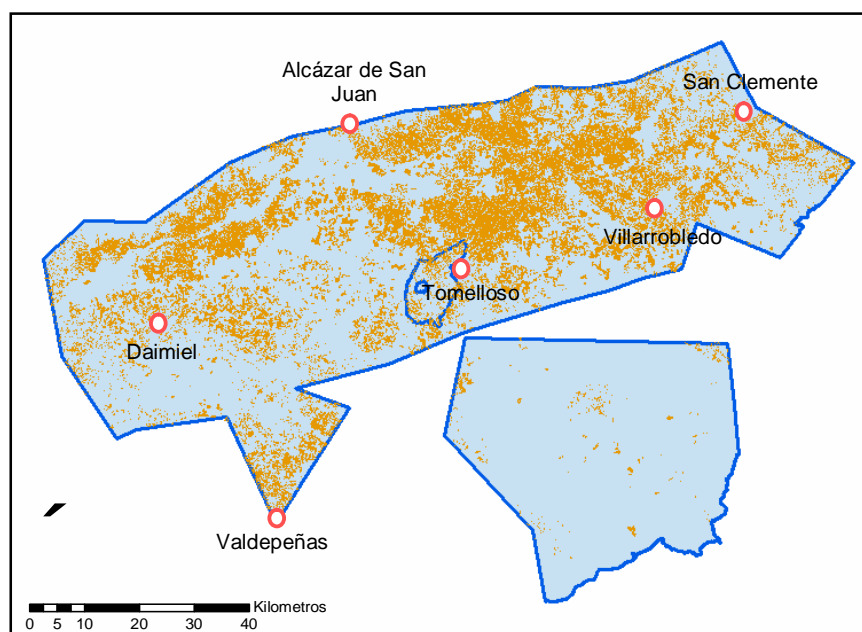 Alcázar de San
Juan
San Clemente
Villarrobledo
Tomelloso
Daimiel
Valdepeñas
Kilometros
0 5 10 20 30 40